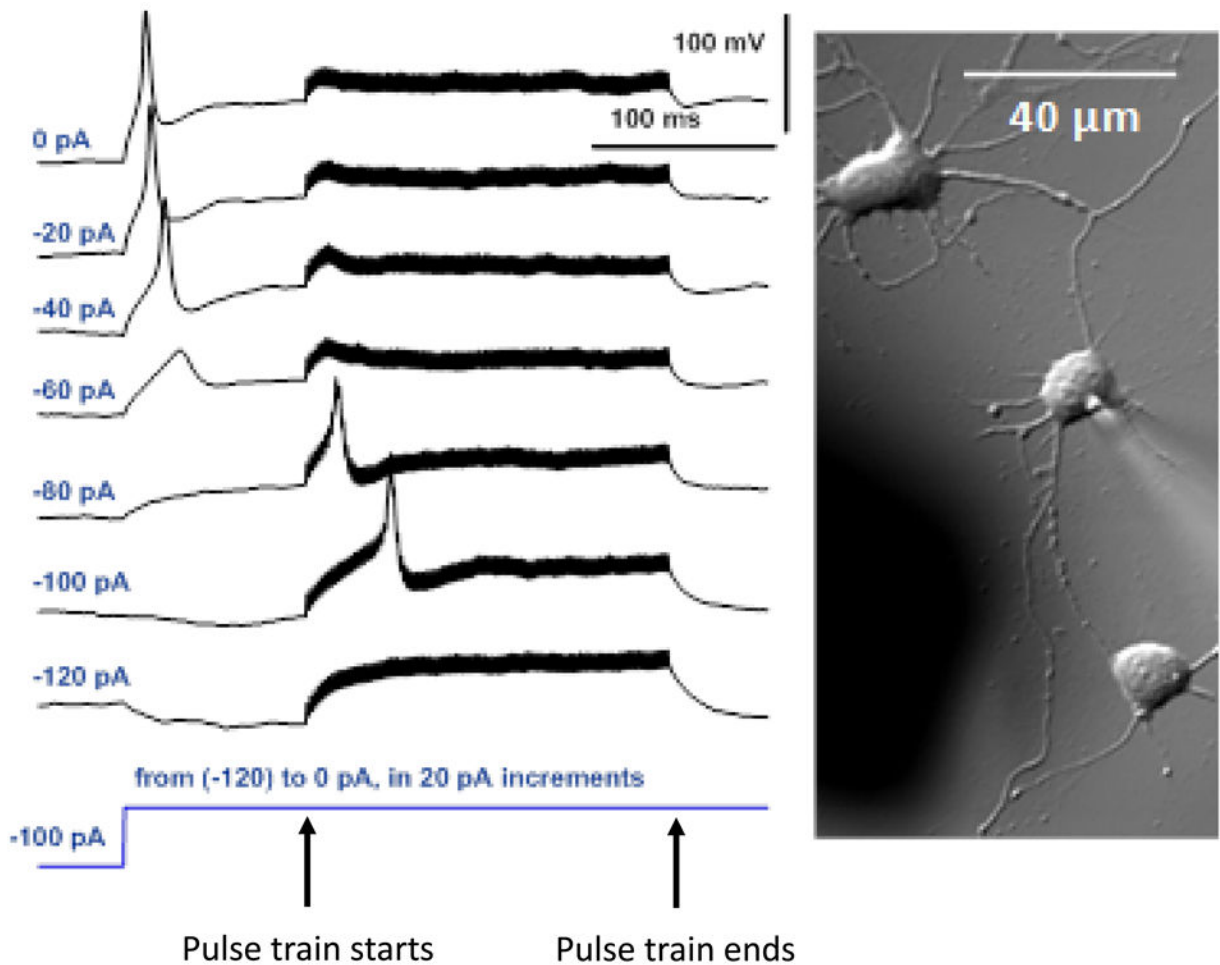 100 mV
100 ms
40 µm
0 pA
-20 pA
-40 pA
-60 pA
-80 pA
-100 pA
-120 pA
from (-120) to 0 pA, in 20 pA increments
-100 pA
Pulse train starts
Pulse train ends